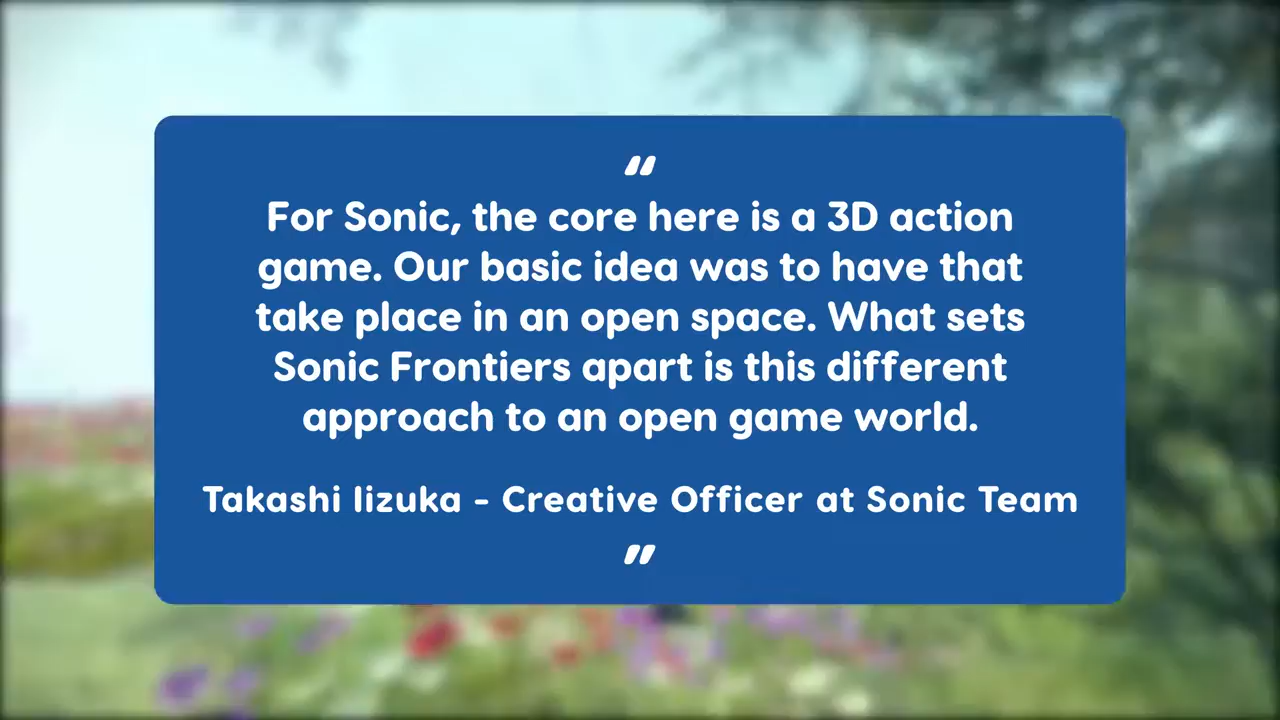 "
For Sonic, the core here is a 3D action
game. Our basic idea was to have that
take place in an open space. What sets
Sonic Frontiers apart is this different
approach to an open game world.
Takashi Iizuka - Creative Officer at Sonic Team
"